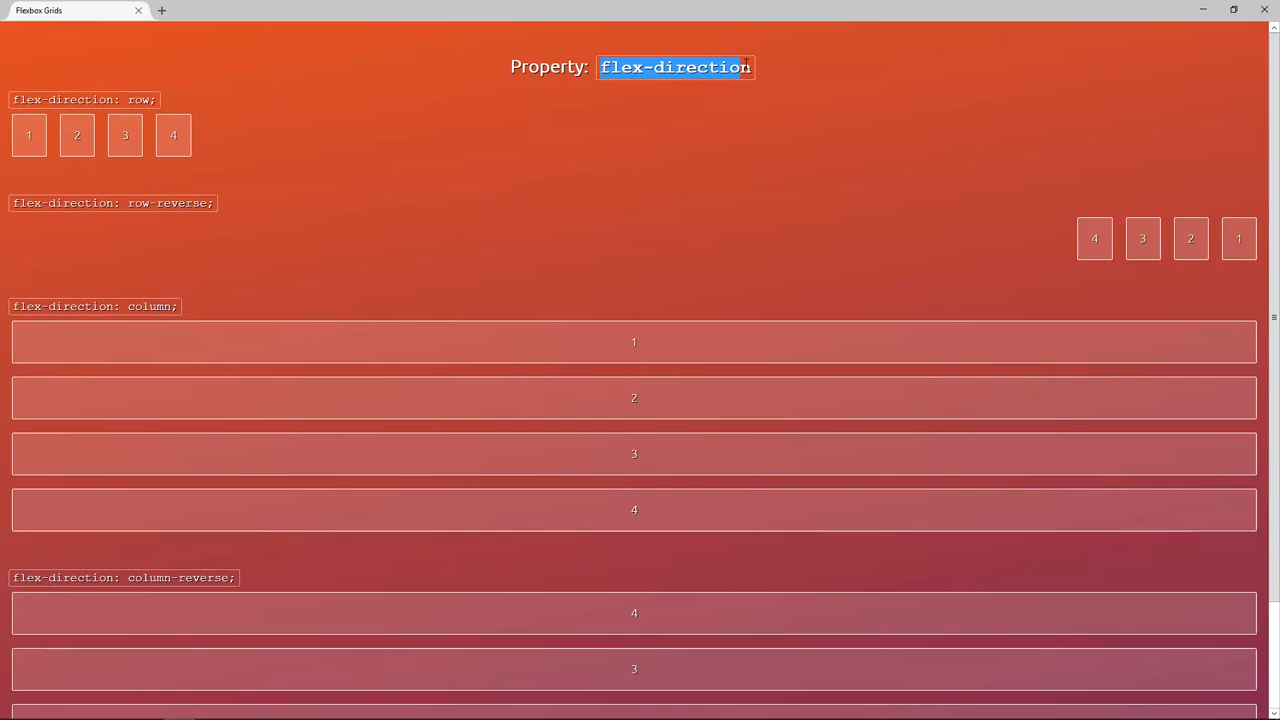 Flexbox Grids
Property: flex-direction
flex-direction: row;
1 2 3 4
flex-direction: row-reverse;
4 3 2 1
flex-direction: column;
1
2
3
4
flex-direction: column-reverse;
4
3